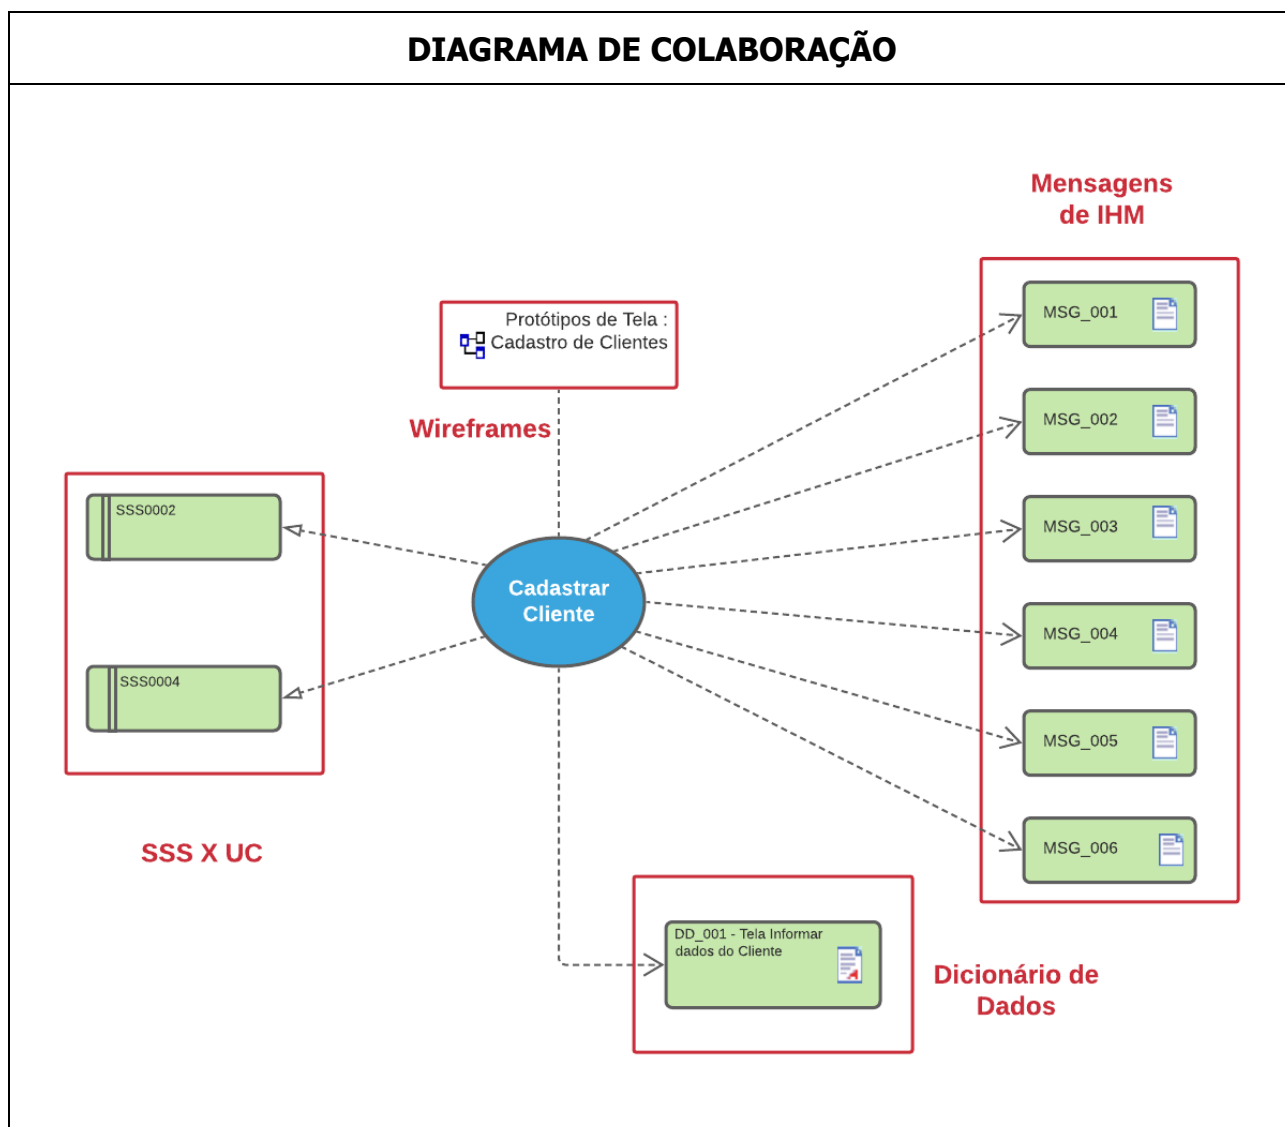 DIAGRAMA DE COLABORAÇÃO
Mensagens
de IHM
Protótipos de Tela :
Cadastro de Clientes
Wireframes
MSG_001
MSG_002
MSG_003
MSG_004
MSG_005
MSG_006
SSS0002
SSS0004
SSS X UC
Cadastrar
Cliente
DD_001 - Tela Informar
dados do Cliente
Dicionário de
Dados